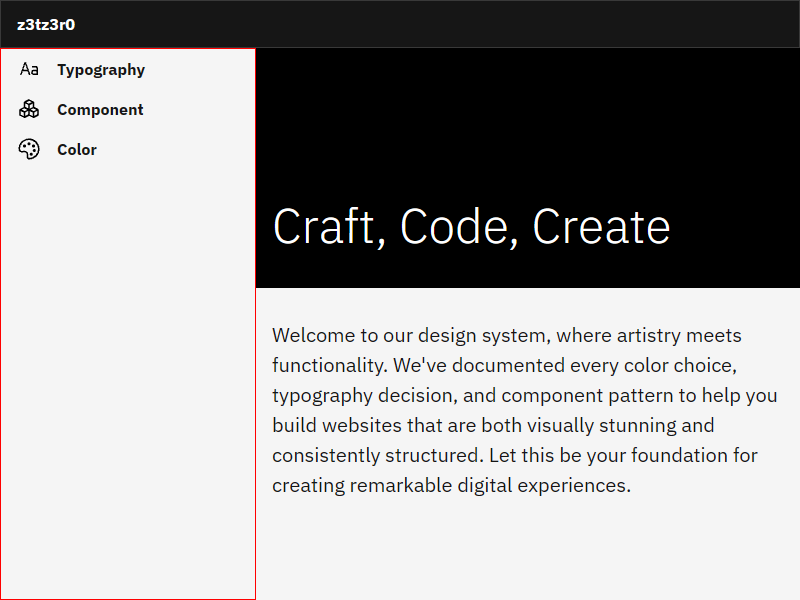 z3tz3r0
Aa Typography
Component
Color
Craft, Code, Create
Welcome to our design system, where artistry meets
functionality. We've documented every color choice,
typography decision, and component pattern to help you
build websites that are both visually stunning and
consistently structured. Let this be your foundation for
creating remarkable digital experiences.